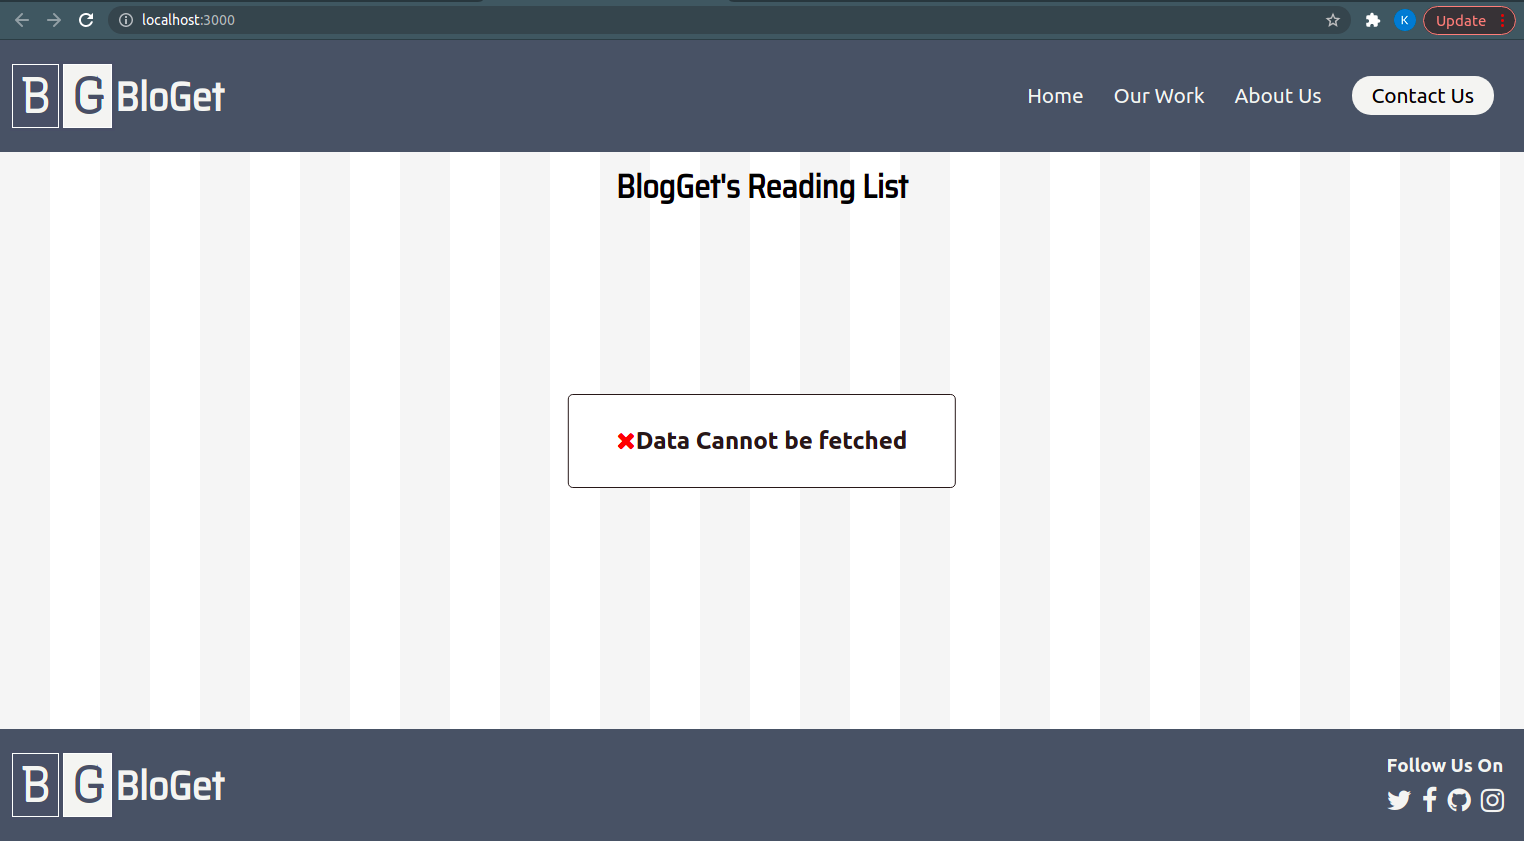 localhost:3000
K
Update
B G BloGet
Home Our Work About Us Contact Us
BlogGet's Reading List
Data Cannot be fetched
B G BloGet
Follow Us On